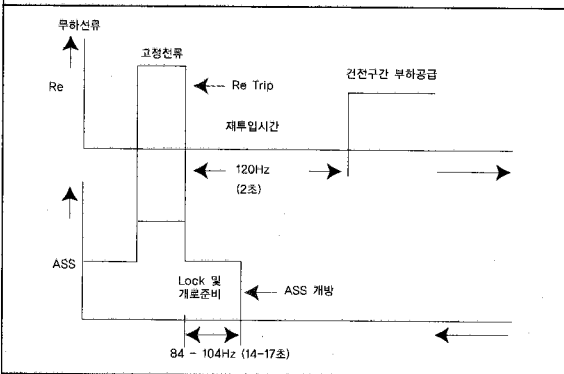 무하선류
고정전류
Re
Re Trip
건전구간 부하공급
재투입시간
120Hz
(2초)
ASS
Lock 및
개로준비
ASS 개방
84 - 104Hz (14-17초)